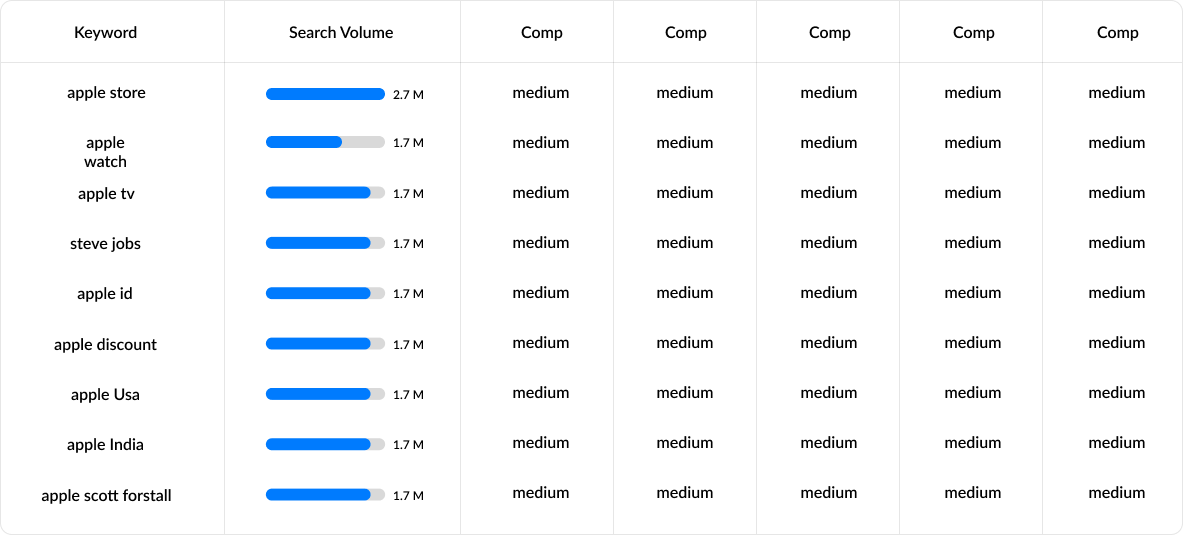 Keyword Search Volume Comp Comp Comp Comp Comp
apple store 2.7 M medium medium medium medium medium
apple
watch 1.7 M medium medium medium medium medium
apple tv 1.7 M medium medium medium medium medium
steve jobs 1.7 M medium medium medium medium medium
apple id 1.7 M medium medium medium medium medium
apple discount 1.7 M medium medium medium medium medium
apple Usa 1.7 M medium medium medium medium medium
apple India 1.7 M medium medium medium medium medium
apple scott forstall 1.7 M medium medium medium medium medium